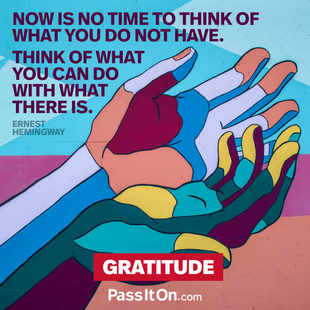 NOW IS NO TIME TO THINK OF
WHAT YOU DO NOT HAVE.
THINK OF WHAT
YOU CAN DO
WITH WHAT
THERE IS.
ERNEST
HEMINGWAY
GRATITUDE
PassItOn.com